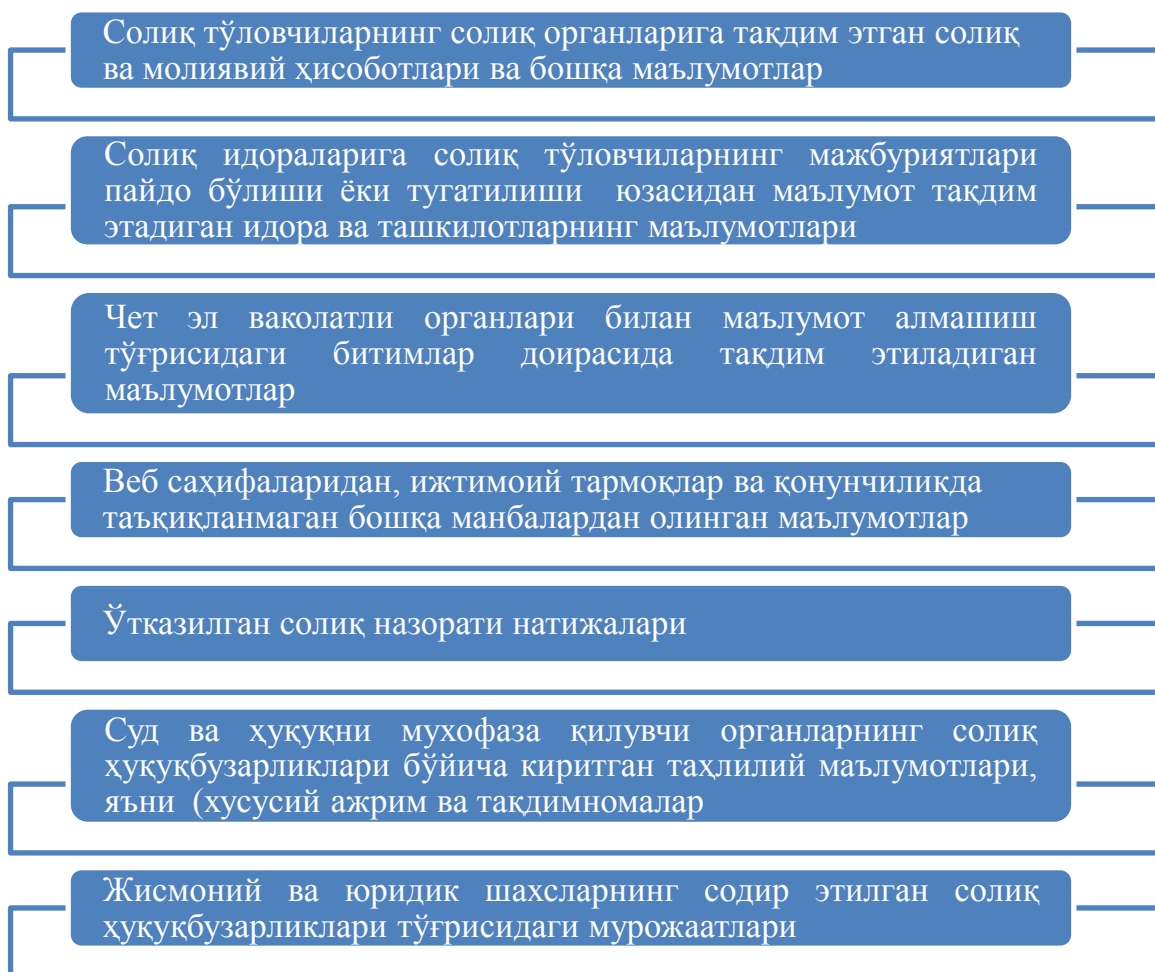 Солиқ тўловчиларнинг солиқ органларига тақдим этган солиқ
ва молиявий ҳисоботлари ва бошқа маълумотлар
Солиқ идораларига солиқ тўловчиларнинг мажбуриятлари
пайдо бўлиши ёки тугатилиши юзасидан маълумот тақдим
этадиган идора ва ташкилотларнинг маълумотлари
Чет эл ваколатли органлари билан маълумот алмашиш
тўғрисидаги битимлар доирасида тақдим этиладиган
маълумотлар
Веб саҳифаларидан, ижтимоий тармоқлар ва қонунчиликда
таъқиқланмаган бошқа манбалардан олинган маълумотлар
Ўтказилган солиқ назорати натижалари
Суд ва ҳуқуқни мухофаза қилувчи органларнинг солиқ
ҳуқуқбузарликлари бўйича киритган таҳлилий маълумотлари,
яъни (хусусий ажрим ва тақдимномалар
Жисмоний ва юридик шахсларнинг содир этилган солиқ
ҳуқуқбузарликлари тўғрисидаги мурожаатлари